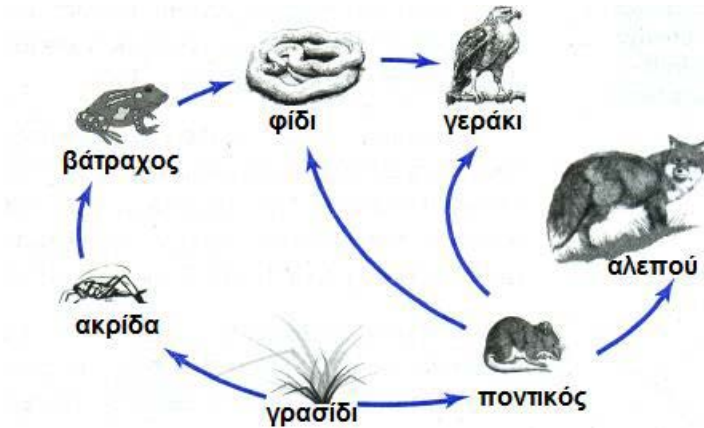 φίδι
γεράκι
βάτραχος
αλεπού
ακρίδα
ποντικός
γρασίδι